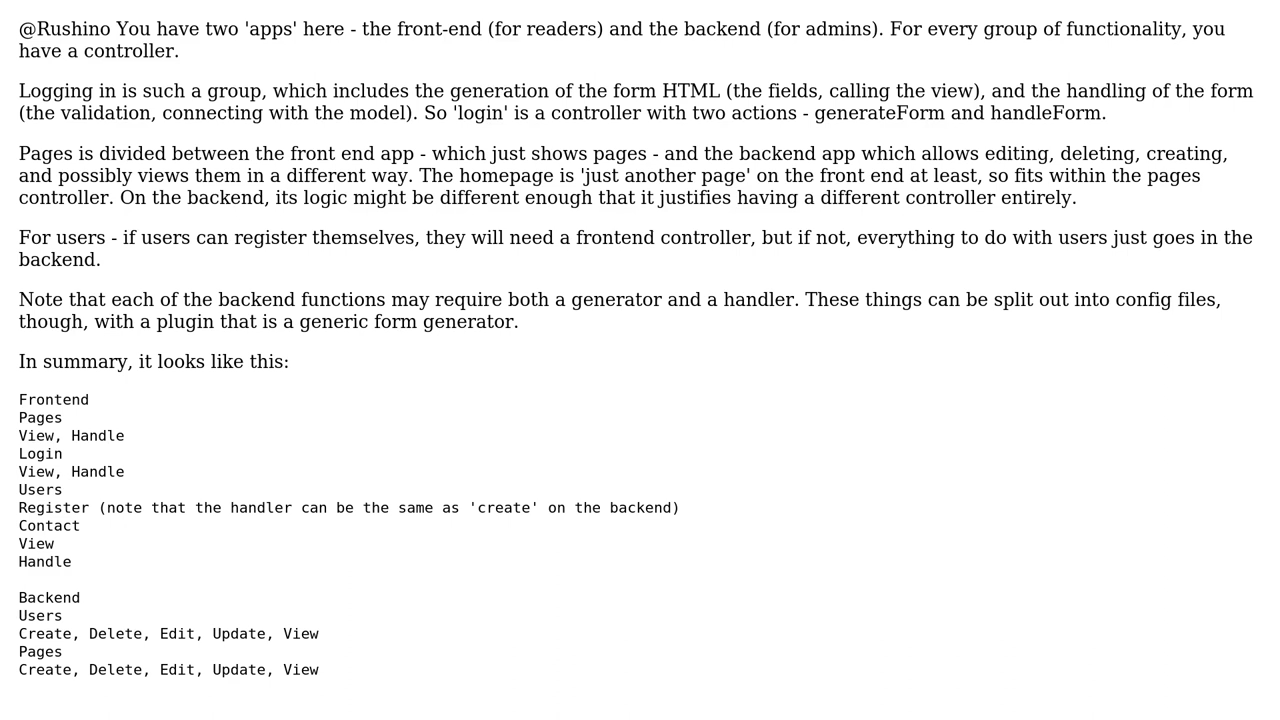 @Rushino You have two 'apps' here - the front-end (for readers) and the backend (for admins). For every group of functionality, you
have a controller.
Logging in is such a group, which includes the generation of the form HTML (the fields, calling the view), and the handling of the form
(the validation, connecting with the model). So 'login' is a controller with two actions - generateForm and handleForm.
Pages is divided between the front end app - which just shows pages - and the backend app which allows editing, deleting, creating,
and possibly views them in a different way. The homepage is 'just another page' on the front end at least, so fits within the pages
controller. On the backend, its logic might be different enough that it justifies having a different controller entirely.
For users - if users can register themselves, they will need a frontend controller, but if not, everything to do with users just goes in the
backend.
Note that each of the backend functions may require both a generator and a handler. These things can be split out into config files,
though, with a plugin that is a generic form generator.
In summary, it looks like this:
Frontend
Pages
View, Handle
Login
View, Handle
Users
Register (note that the handler can be the same as 'create' on the backend)
Contact
View
Handle
Backend
Users
Create, Delete, Edit, Update, View
Pages
Create, Delete, Edit, Update, View